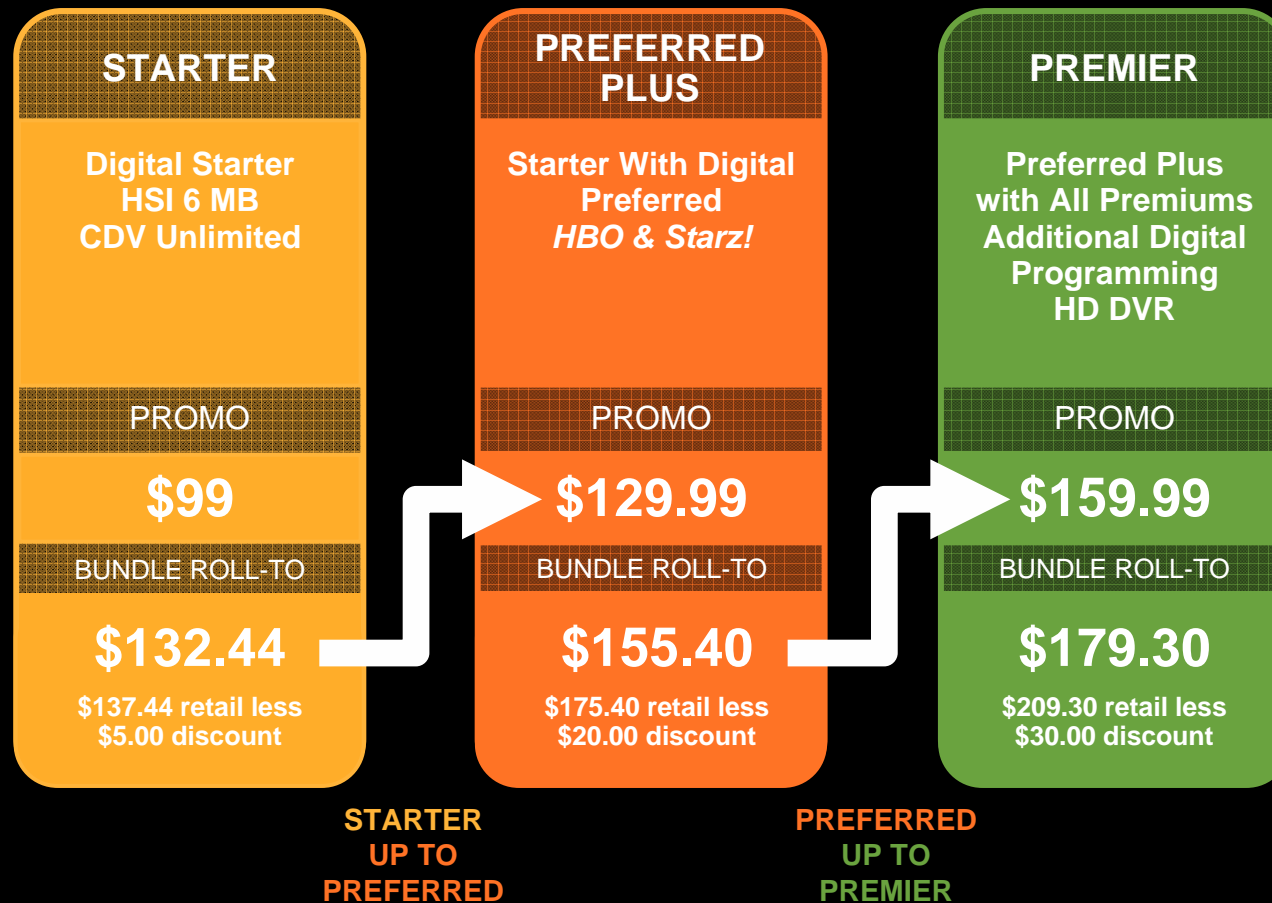 STARTER
Digital Starter
HSI 6 MB
CDV Unlimited
PROMO
$99
BUNDLE ROLL-TO
$132.44
$137.44 retail less
$5.00 discount
PREFERRED
PLUS
Starter With Digital
Preferred
HBO & Starz!
PROMO
$129.99
BUNDLE ROLL-TO
$155.40
$175.40 retail less
$20.00 discount
PREMIER
Preferred Plus
with All Premiums
Additional Digital
Programming
HD DVR
PROMO
$159.99
BUNDLE ROLL-TO
$179.30
$209.30 retail less
$30.00 discount
STARTER
UP TO
PREFERRED
PREFERRED
UP TO
PREMIER